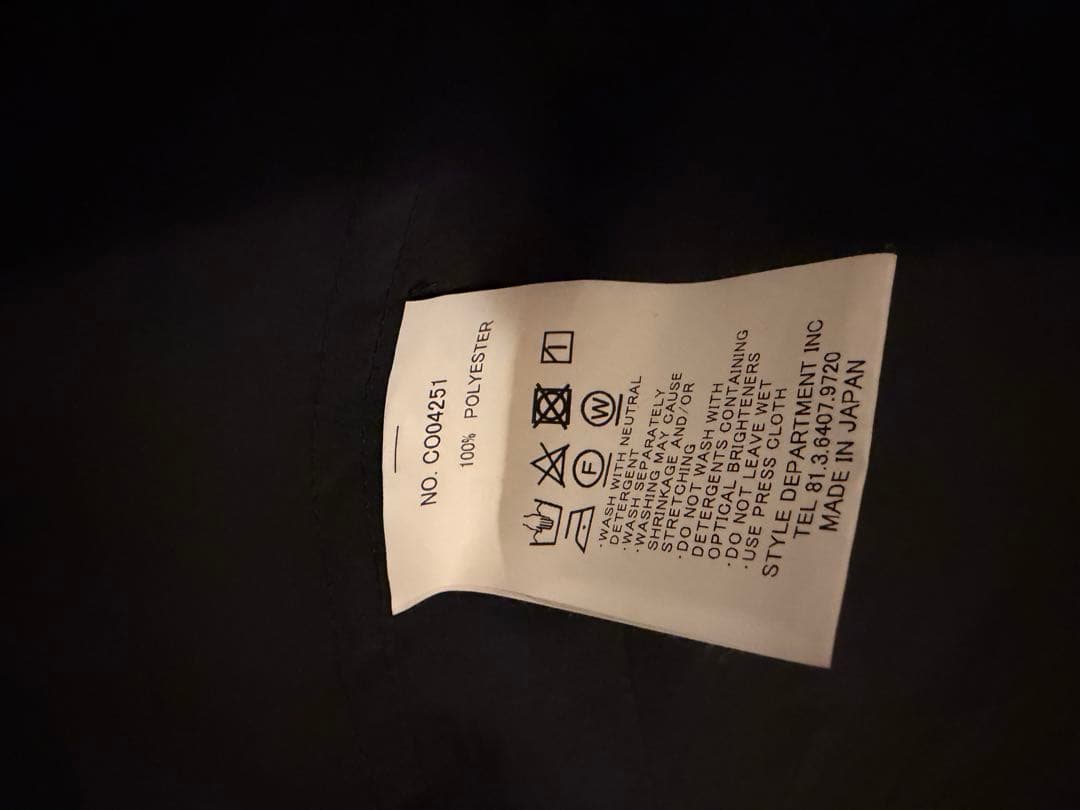 NO. CO04251
100% POLYESTER
F W
·WASH WITH NEUTRAL
DETERGENT
·WASH SEPARATELY
·WASHING MAY CAUSE
SHRINKAGE AND/OR
STRETCHING
·DO NOT WASH WITH
DETERGENTS CONTAINING
OPTICAL BRIGHTENERS
·DO NOT LEAVE WET
·USE PRESS CLOTH
STYLE DEPARTMENT INC
TEL 81.3.6407.9720
MADE IN JAPAN